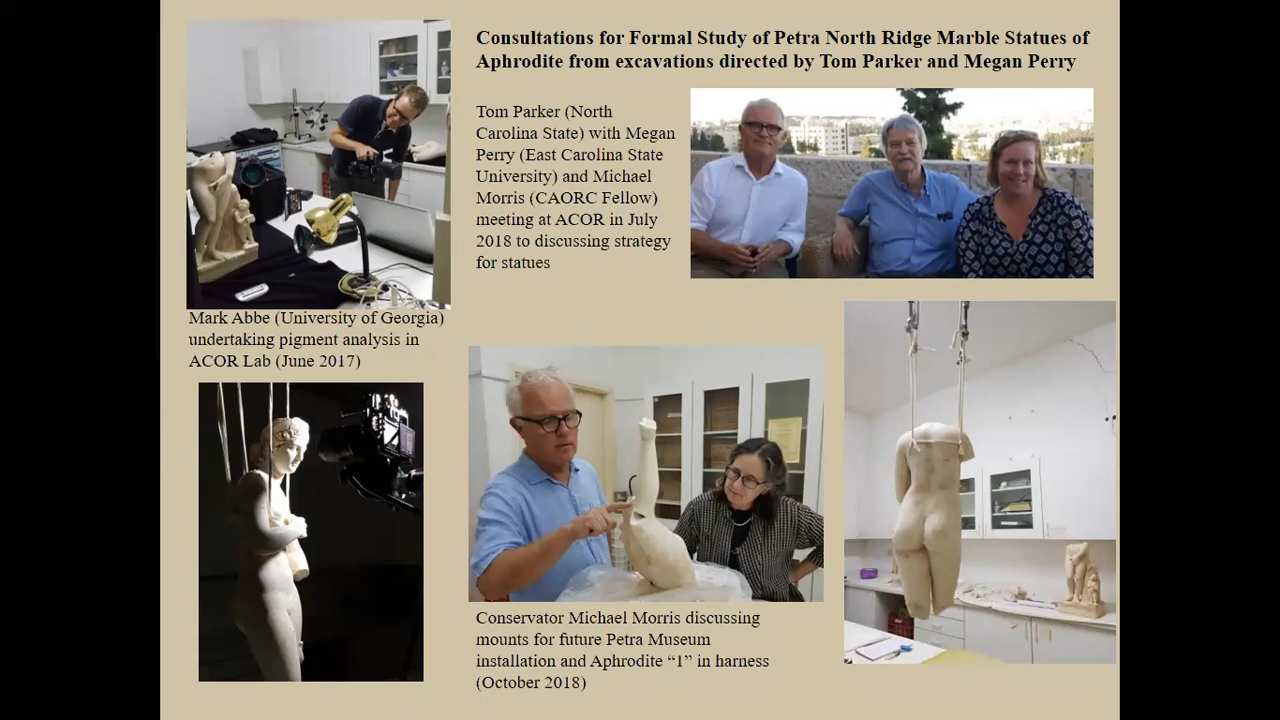 Consultations for Formal Study of Petra North Ridge Marble Statues of
Aphrodite from excavations directed by Tom Parker and Megan Perry
Tom Parker (North
Carolina State) with Megan
Perry (East Carolina State
University) and Michael
Morris (CAORC Fellow)
meeting at ACOR in July
2018 to discussing strategy
for statues
Mark Abbe (University of Georgia)
undertaking pigment analysis in
ACOR Lab (June 2017)
Conservator Michael Morris discussing
mounts for future Petra Museum
installation and Aphrodite “1” in harness
(October 2018)